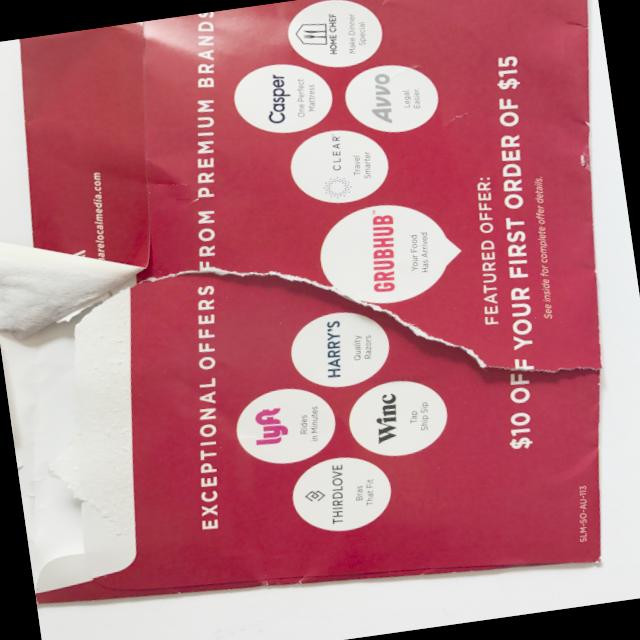 EXCEPTIONAL OFFERS FROM PREMIUM BRANDS
THIRDLOVE
Bras
That Fit
lyft
Rides
in Minutes
Winc
Tap
Ship Sip
HARRY'S
Quality
Razors
GRUBHUB™
Your Food
Has Arrived
CLEAR
Travel
Smarter
Casper
One Perfect
Mattress
Avvo
Legal
Easier
HOME CHEF
Make Dinner
Special
FEATURED OFFER:
$10 OFF YOUR FIRST ORDER OF $15
See inside for complete offer details.
SLM-SO-AU-113